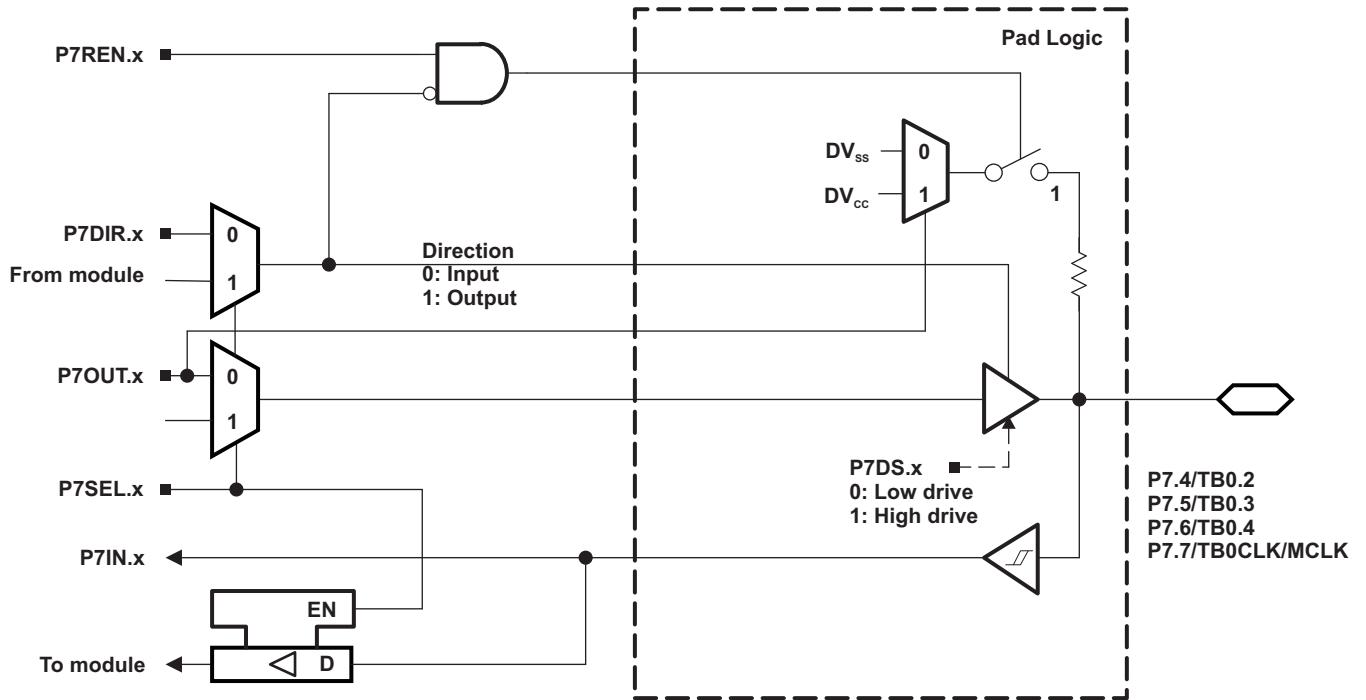 Pad Logic
P7REN.x
DVSS
0
DVCC
1
1
P7DIR.x
0
From module
1
Direction
0: Input
1: Output
P7OUT.x
0
1
P7DS.x
0: Low drive
1: High drive
P7SEL.x
P7.4/TB0.2
P7.5/TB0.3
P7.6/TB0.4
P7.7/TB0CLK/MCLK
P7IN.x
EN
To module
D